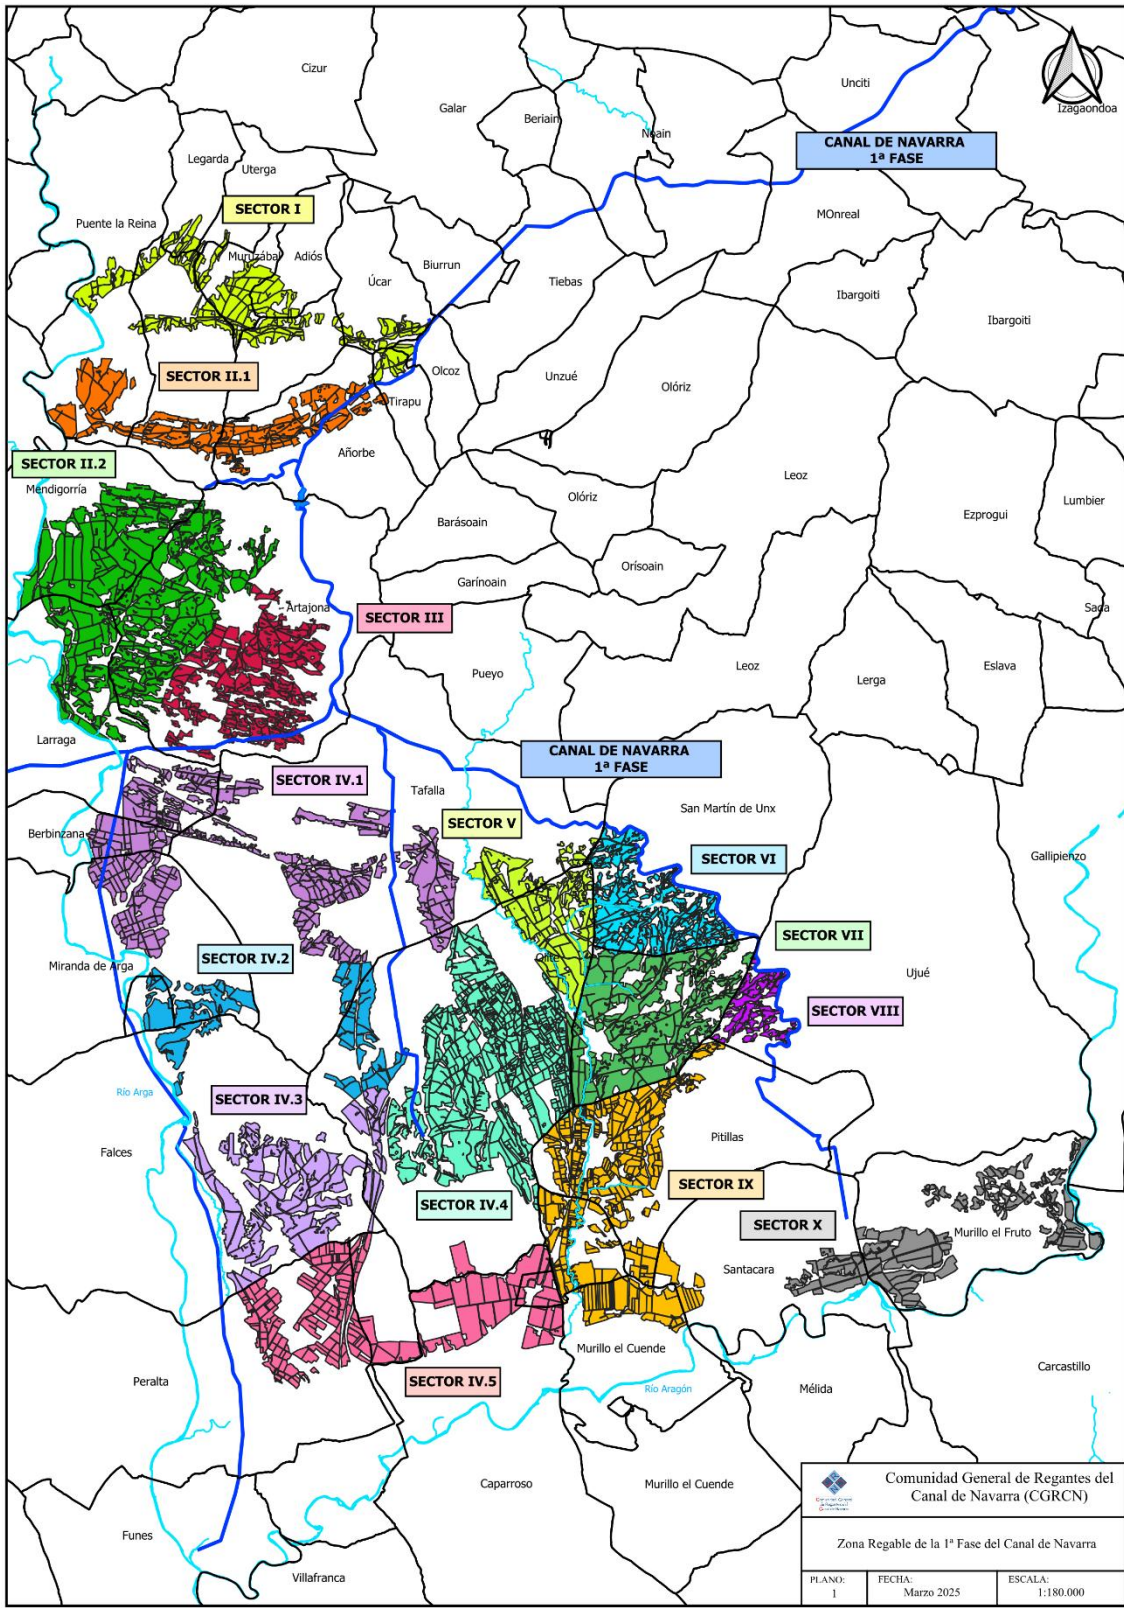 Cizur
Galar
Unciti
Izagaondoa
Beriain
Noain
CANAL DE NAVARRA
1ª FASE
Legarda
Uterga
SECTOR I
Puente la Reina
MOnreal
Muruzábal
Adiós
Biurrun
Úcar
Tiebas
Ibargoiti
Ibargoiti
SECTOR II.1
Olcoz
Unzué
Olóriz
Tirapu
Añorbe
SECTOR II.2
Mendigorría
Leoz
Olóriz
Lumbier
Barásoain
Ezprogui
Orísoain
Garínoain
Artajona
SECTOR III
Sada
Pueyo
Leoz
Lerga
Eslava
Larraga
CANAL DE NAVARRA
1ª FASE
SECTOR IV.1
Tafalla
San Martín de Unx
SECTOR V
Berbinzana
SECTOR VI
Gallipienzo
SECTOR VII
SECTOR IV.2
Olite
Miranda de Arga
Ujué
SECTOR VIII
Río Arga
SECTOR IV.3
Falces
Pitillas
SECTOR IX
SECTOR IV.4
SECTOR X
Murillo el Fruto
Santacara
Murillo el Cuende
Carcastillo
Peralta
SECTOR IV.5
Río Aragón
Mélida
Caparroso
Murillo el Cuende
Funes
Villafranca
Comunidad General de Regantes del
Canal de Navarra (CGRCN)
Zona Regable de la 1ª Fase del Canal de Navarra
PLANO:
1
FECHA:
Marzo 2025
ESCALA:
1:180.000